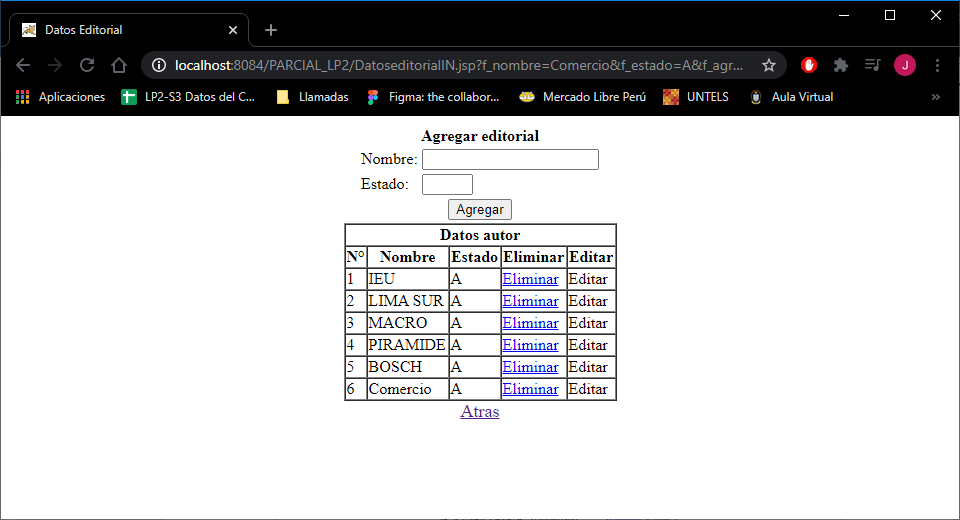 Datos Editorial
localhost:8084/PARCIAL_LP2/DatoseditorialIN.jsp?f_nombre=Comercio&f_estado=A&f_agr...
J
Aplicaciones LP2-S3 Datos del C... Llamadas Figma: the collabor... Mercado Libre Perú UNTELS Aula Virtual »
Agregar editorial
Nombre:
Estado:
Agregar
Datos autor
N° Nombre Estado Eliminar Editar
1 IEU A Eliminar Editar
2 LIMA SUR A Eliminar Editar
3 MACRO A Eliminar Editar
4 PIRAMIDE A Eliminar Editar
5 BOSCH A Eliminar Editar
6 Comercio A Eliminar Editar
Atras